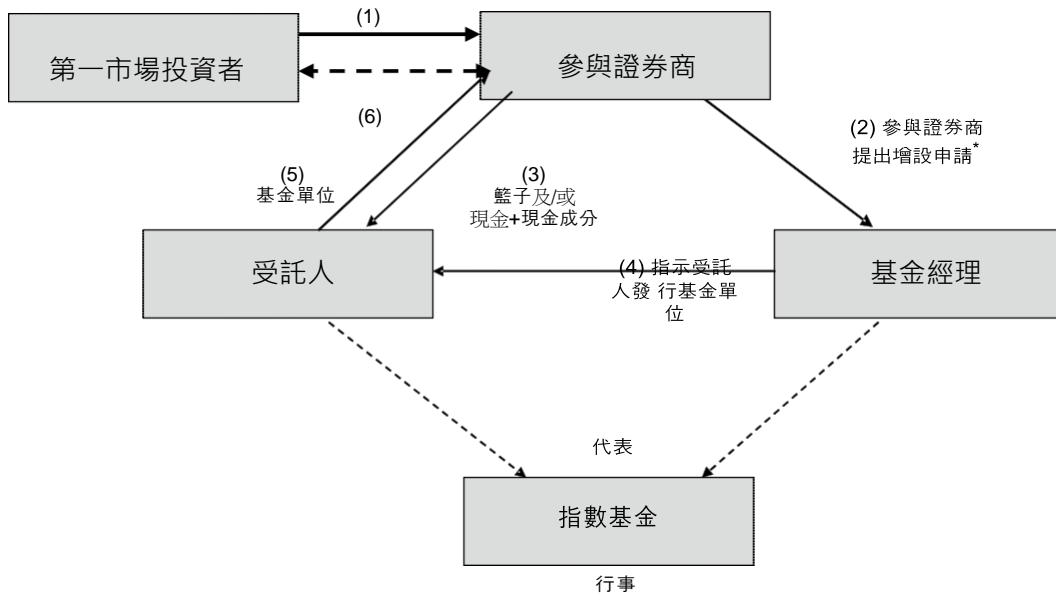 (1)
第一市場投資者
參與證券商
(6)
(2) 參與證券商
提出增設申請*
(5)
基金單位
(3)
籃子及/或
現金+現金成分
受託人
(4) 指示受託
人發 行基金單
位
基金經理
代表
指數基金
行事